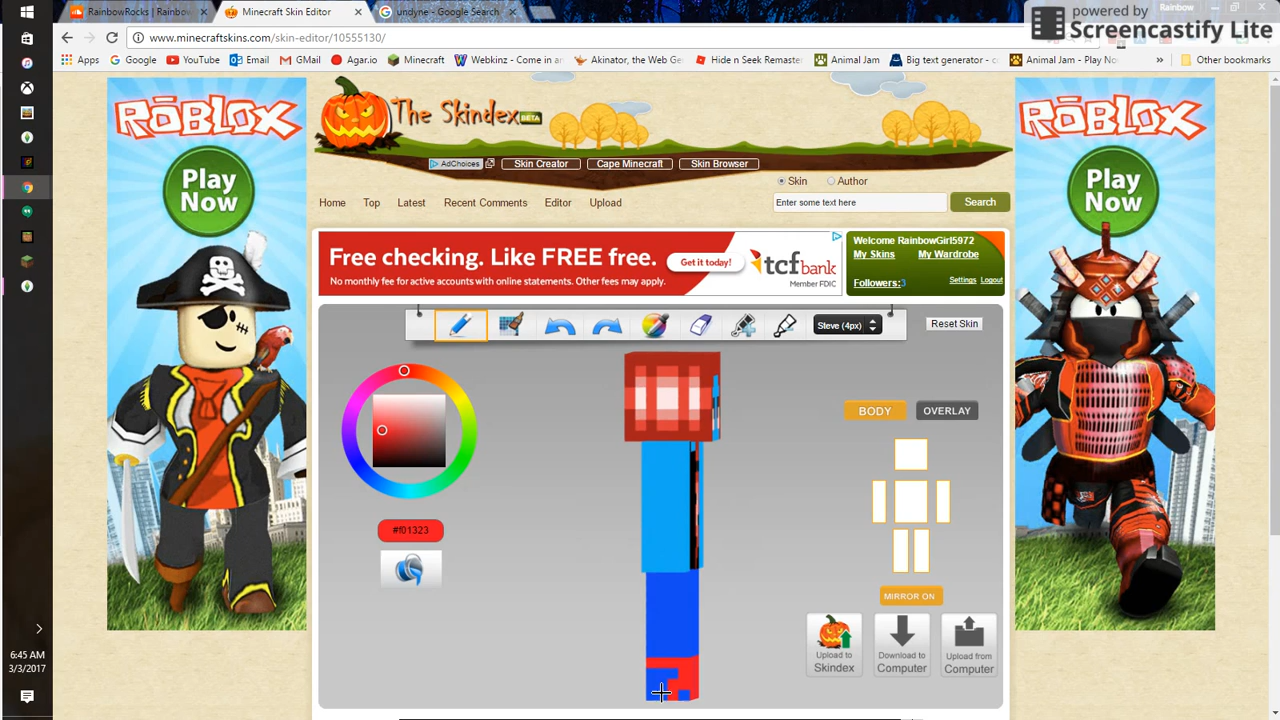 RainbowRocks | Rainbow
Minecraft Skin Editor
undyne - Google Search
Rainbow
powered by
Screencastify Lite
www.minecraftskins.com/skin-editor/10555130/
Apps
Google
YouTube
Email
GMail
Agar.io
Minecraft
Webkinz - Come in an
Akinator, the Web Ge
Hide n Seek Remaster
Animal Jam
Big text generator - co
Animal Jam - Play No
»
Other bookmarks
ROBLOX
Play
Now
The Skindex BETA
AdChoices
Skin Creator
Cape Minecraft
Skin Browser
Skin
Author
Home
Top
Latest
Recent Comments
Editor
Upload
Enter some text here
Search
Free checking. Like FREE free.
No monthly fee for active accounts with online statements. Other fees may apply.
Get it today!
tcf bank
Member FDIC
Welcome RainbowGirl5972
My Skins
My Wardrobe
Followers:3
Settings
Logout
ROBLOX
Play
Now
Steve (4px)
Reset Skin
BODY
OVERLAY
#f01323
MIRROR ON
Upload to
Skindex
Download to
Computer
Upload from
Computer
6:45 AM
3/3/2017